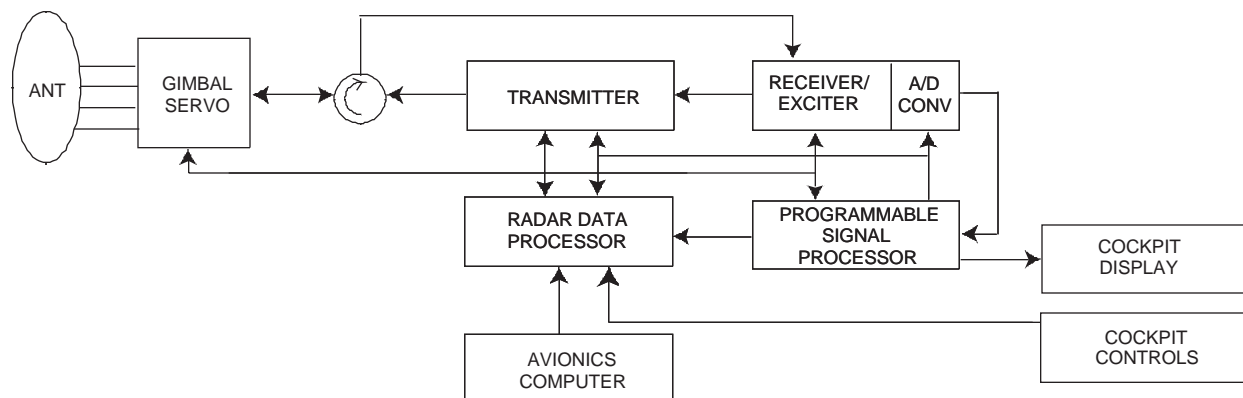 ANT
GIMBAL
SERVO
TRANSMITTER
RECEIVER/
EXCITER
A/D
CONV
RADAR DATA
PROCESSOR
PROGRAMMABLE
SIGNAL
PROCESSOR
COCKPIT
DISPLAY
AVIONICS
COMPUTER
COCKPIT
CONTROLS